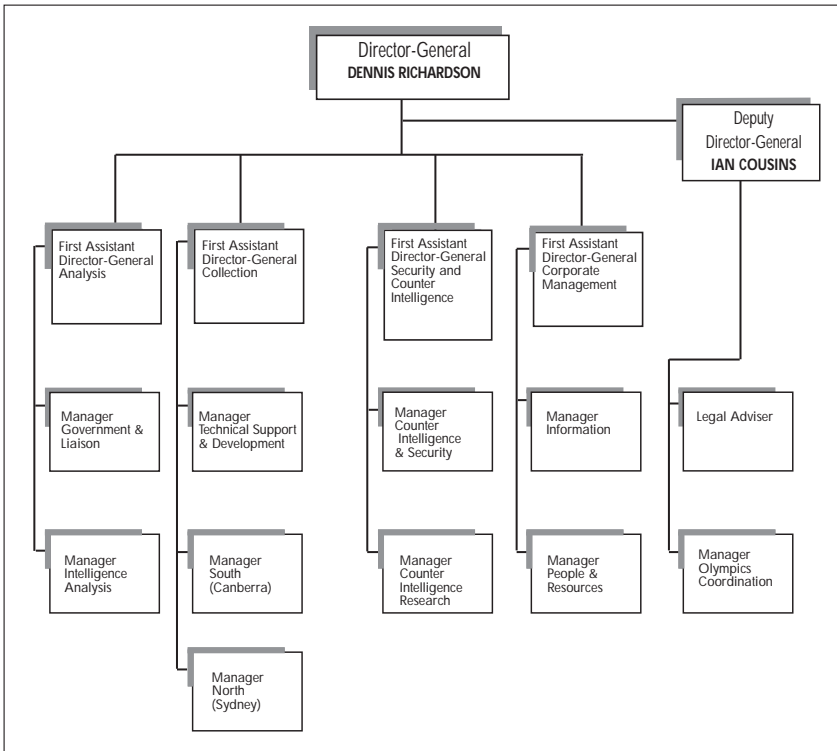 Director-General
DENNIS RICHARDSON
Deputy
Director-General
IAN COUSINS
First Assistant
Director-General
Analysis
First Assistant
Director-General
Collection
First Assistant
Director-General
Security and
Counter
Intelligence
First Assistant
Director-General
Corporate
Management
Manager
Government &
Liaison
Manager
Technical Support
& Development
Manager
Counter
Intelligence
& Security
Manager
Information
Legal Adviser
Manager
Intelligence
Analysis
Manager
South
(Canberra)
Manager
Counter
Intelligence
Research
Manager
People &
Resources
Manager
Olympics
Coordination
Manager
North
(Sydney)